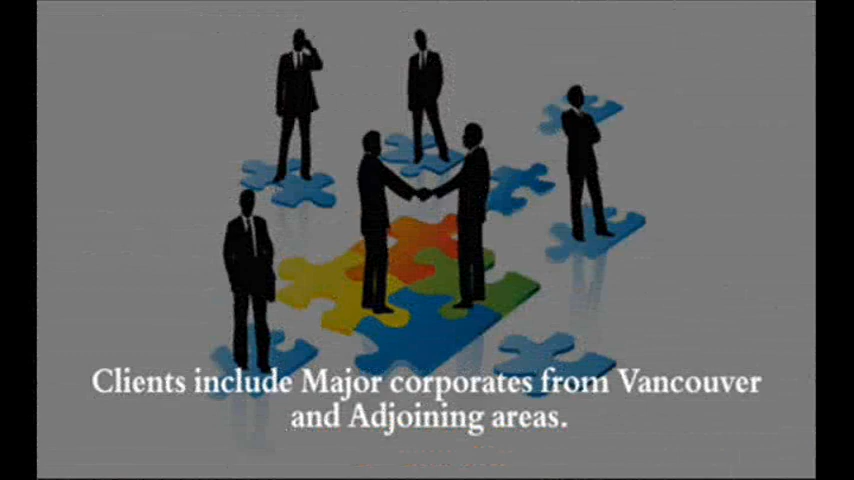 Clients include Major corporates from Vancouver
and Adjoining areas.